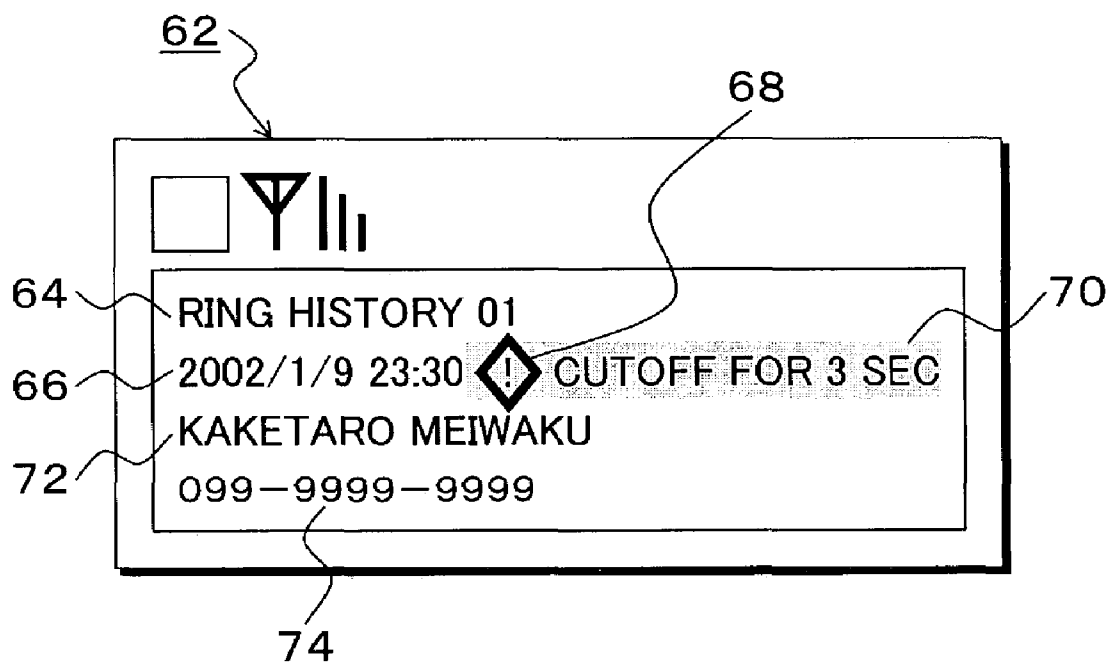 62
68
64
RING HISTORY 01
70
66
2002/1/9 23:30 ! CUTOFF FOR 3 SEC
72
KAKETARO MEIWAKU
099-9999-9999
74